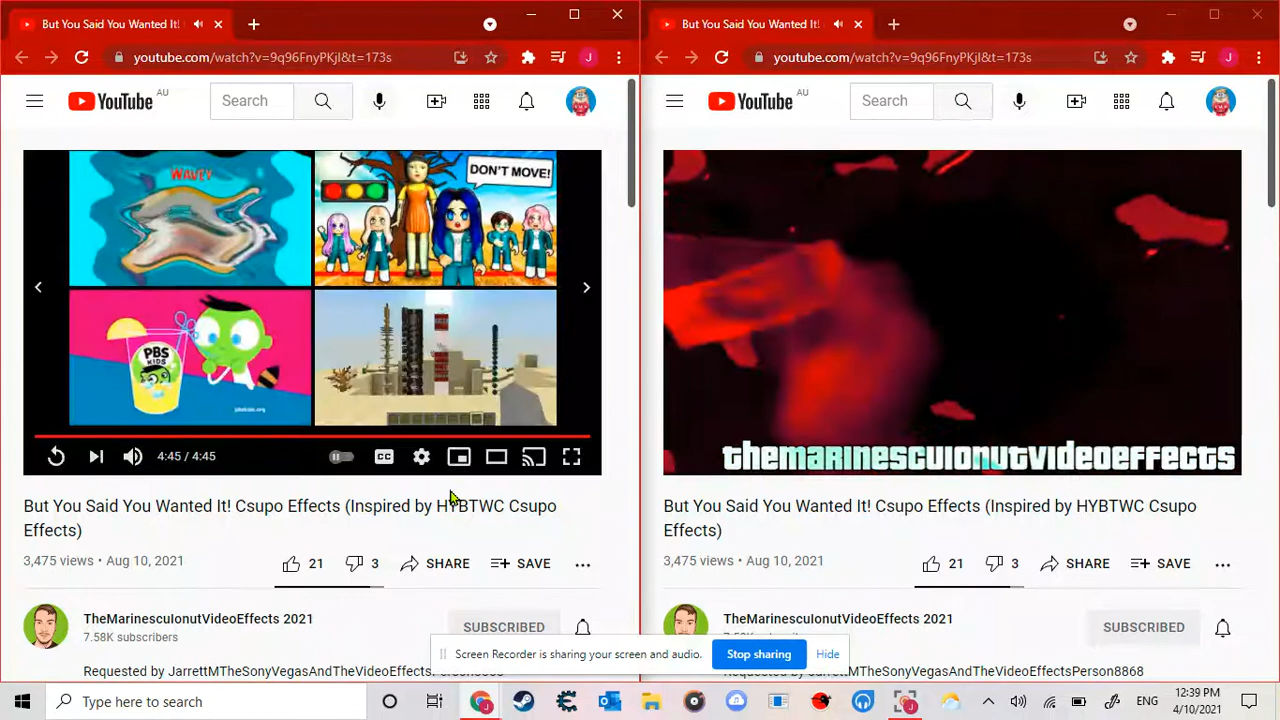 But You Said You Wanted It!
youtube.com/watch?v=9q96FnyPKjI&t=173s
J
YouTube AU
Search
WAVEY
DON'T MOVE!
PBS KIDS
pbskids.org
4:45 / 4:45
CC
But You Said You Wanted It! Csupo Effects (Inspired by HYBTWC Csupo
Effects)
3,475 views • Aug 10, 2021
21 3 SHARE SAVE
TheMarinescuIonutVideoEffects 2021
7.58K subscribers
SUBSCRIBED
Requested by JarrettMTheSonyVegasAndTheVideoEffectsPerson8868
But You Said You Wanted It!
youtube.com/watch?v=9q96FnyPKjI&t=173s
J
YouTube AU
Search
themarinescuionutvideoeffects
But You Said You Wanted It! Csupo Effects (Inspired by HYBTWC Csupo
Effects)
3,475 views • Aug 10, 2021
21 3 SHARE SAVE
TheMarinescuIonutVideoEffects 2021
SUBSCRIBED
Requested by JarrettMTheSonyVegasAndTheVideoEffectsPerson8868
Screen Recorder is sharing your screen and audio. Stop sharing Hide
Type here to search
ENG
12:39 PM
4/10/2021